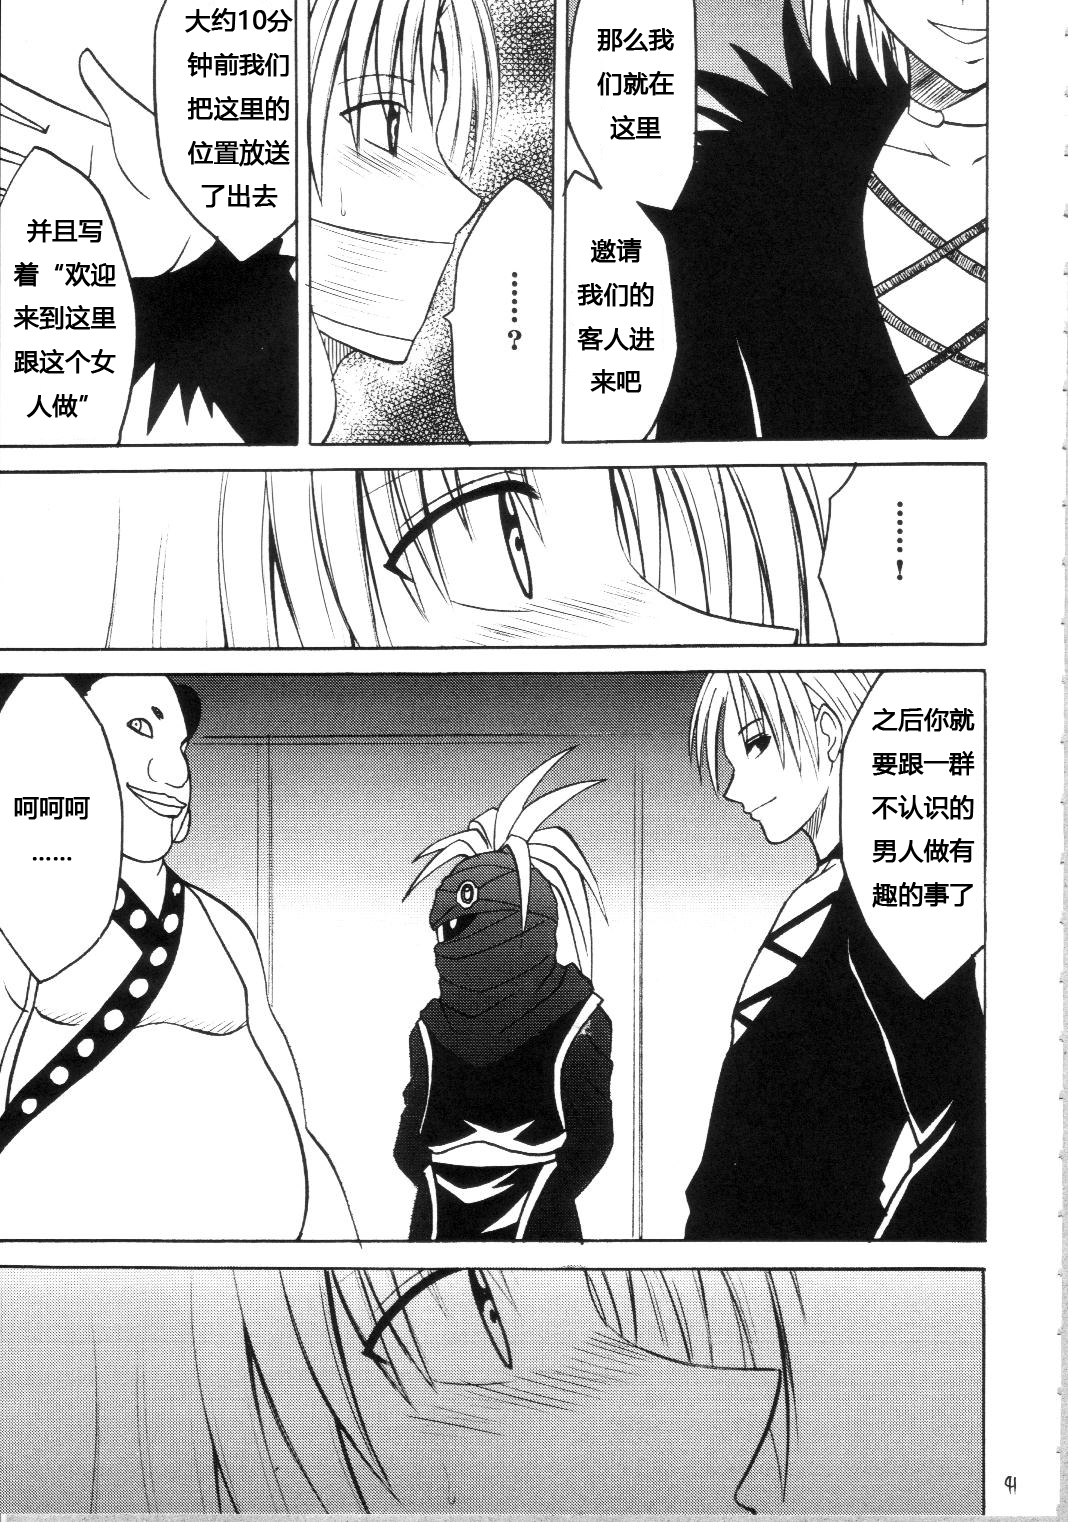 那么我
们就在
这里
邀请
我们的
客人进
来吧
……?
大约10分
钟前我们
把这里的
位置放送
了出去
并且写
着“欢迎
来到这里
跟这个女
人做”
……!
之后你就
要跟一群
不认识的
男人做有
趣的事了
呵呵呵
……
41